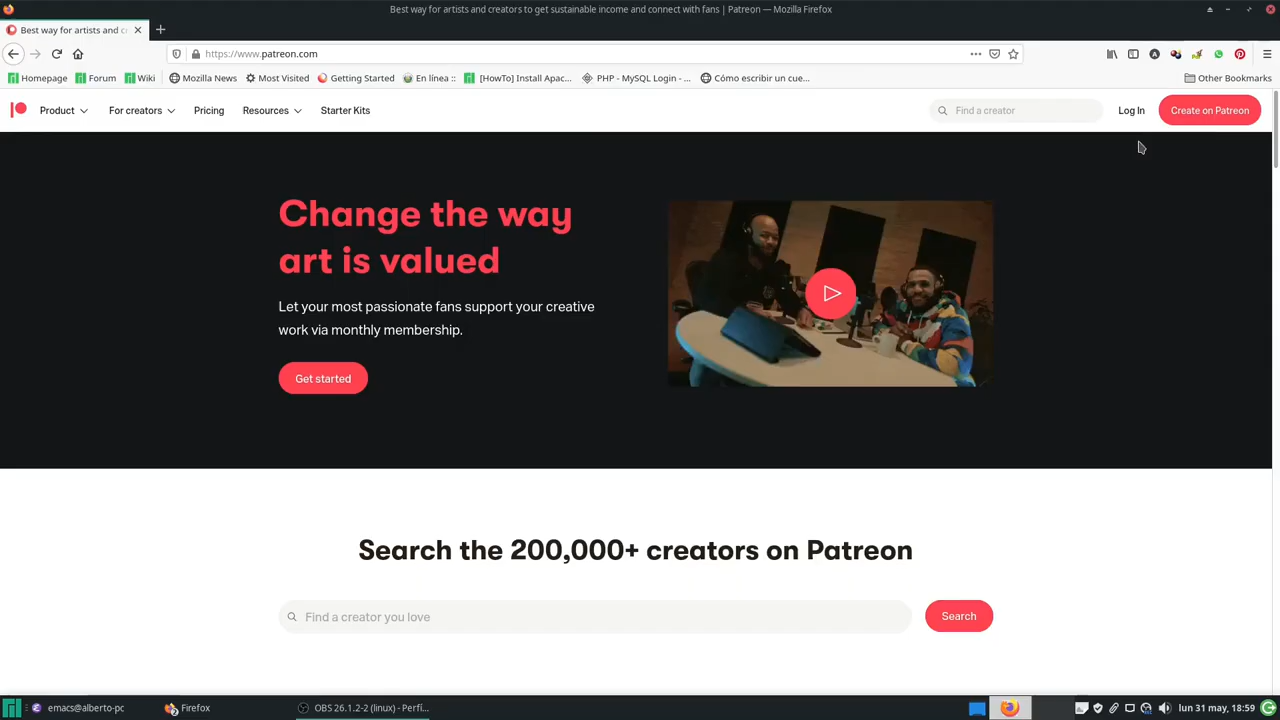 Best way for artists and creators to get sustainable income and connect with fans | Patreon — Mozilla Firefox
Best way for artists and cr
https://www.patreon.com
Homepage Forum Wiki Mozilla News Most Visited Getting Started En línea :: [HowTo] Install Apac... PHP - MySQL Login - ... Cómo escribir un cue... Other Bookmarks
Product For creators Pricing Resources Starter Kits Find a creator Log In Create on Patreon
Change the way
art is valued
Let your most passionate fans support your creative
work via monthly membership.
Get started
Search the 200,000+ creators on Patreon
Find a creator you love Search
emacs@alberto-pc Firefox OBS 26.1.2-2 (linux) - Perfi... lun 31 may, 18:59